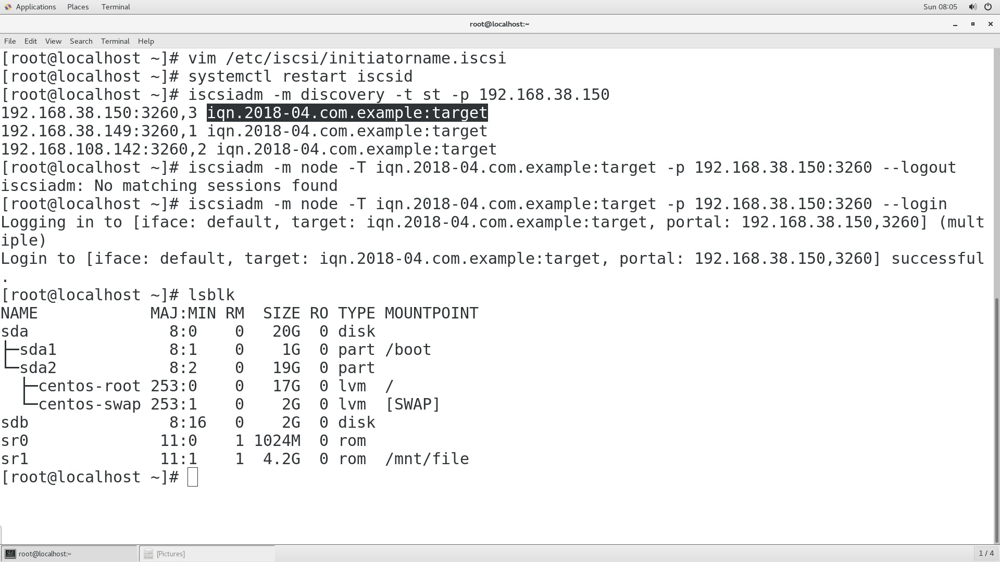 Applications Places Terminal Sun 08:05
root@localhost:~
File Edit View Search Terminal Help
[root@localhost ~]# vim /etc/iscsi/initiatorname.iscsi
[root@localhost ~]# systemctl restart iscsid
[root@localhost ~]# iscsiadm -m discovery -t st -p 192.168.38.150
192.168.38.150:3260,3 iqn.2018-04.com.example:target
192.168.38.149:3260,1 iqn.2018-04.com.example:target
192.168.108.142:3260,2 iqn.2018-04.com.example:target
[root@localhost ~]# iscsiadm -m node -T iqn.2018-04.com.example:target -p 192.168.38.150:3260 --logout
iscsiadm: No matching sessions found
[root@localhost ~]# iscsiadm -m node -T iqn.2018-04.com.example:target -p 192.168.38.150:3260 --login
Logging in to [iface: default, target: iqn.2018-04.com.example:target, portal: 192.168.38.150,3260] (mult
iple)
Login to [iface: default, target: iqn.2018-04.com.example:target, portal: 192.168.38.150,3260] successful
.
[root@localhost ~]# lsblk
NAME            MAJ:MIN RM  SIZE RO TYPE MOUNTPOINT
sda               8:0    0   20G  0 disk
├─sda1            8:1    0    1G  0 part /boot
└─sda2            8:2    0   19G  0 part
  ├─centos-root 253:0    0   17G  0 lvm  /
  └─centos-swap 253:1    0    2G  0 lvm  [SWAP]
sdb               8:16   0    2G  0 disk
sr0              11:0    1 1024M  0 rom
sr1              11:1    1  4.2G  0 rom  /mnt/file
[root@localhost ~]#
root@localhost:~ [Pictures] 1 / 4